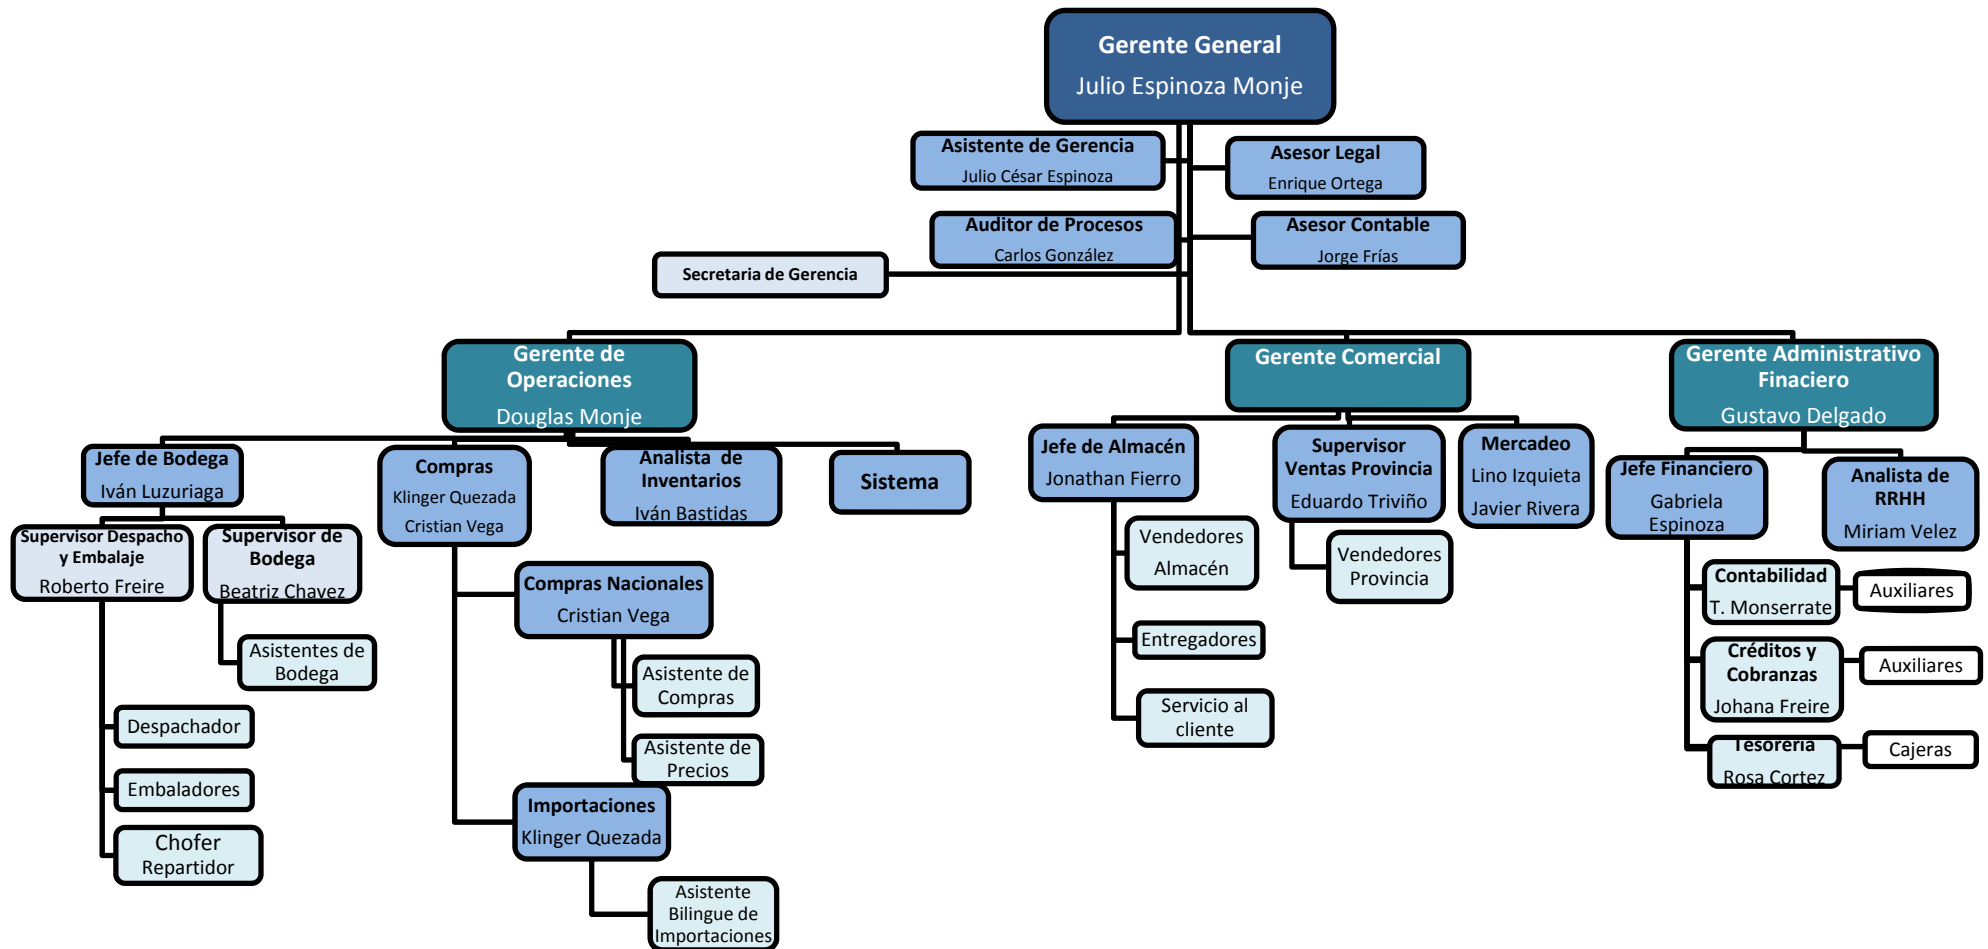 Gerente General
Julio Espinoza Monje
Asistente de Gerencia
Julio César Espinoza
Asesor Legal
Enrique Ortega
Auditor de Procesos
Carlos González
Asesor Contable
Jorge Frías
Secretaria de Gerencia
Gerente de
Operaciones
Douglas Monje
Gerente Comercial
Gerente Administrativo
Finaciero
Gustavo Delgado
Jefe de Bodega
Iván Luzuriaga
Compras
Klinger Quezada
Cristian Vega
Analista de
Inventarios
Iván Bastidas
Sistema
Jefe de Almacén
Jonathan Fierro
Supervisor
Ventas Provincia
Eduardo Triviño
Mercadeo
Lino Izquieta
Javier Rivera
Jefe Financiero
Gabriela
Espinoza
Analista de
RRHH
Miriam Velez
Supervisor Despacho
y Embalaje
Roberto Freire
Supervisor de
Bodega
Beatriz Chavez
Asistentes de
Bodega
Despachador
Embaladores
Chofer
Repartidor
Compras Nacionales
Cristian Vega
Asistente de
Compras
Asistente de
Precios
Importaciones
Klinger Quezada
Asistente
Bilingue de
Importaciones
Vendedores
Almacén
Entregadores
Servicio al
cliente
Vendedores
Provincia
Contabilidad
T. Monserrate
Auxiliares
Créditos y
Cobranzas
Johana Freire
Auxiliares
Tesorería
Rosa Cortez
Cajeras